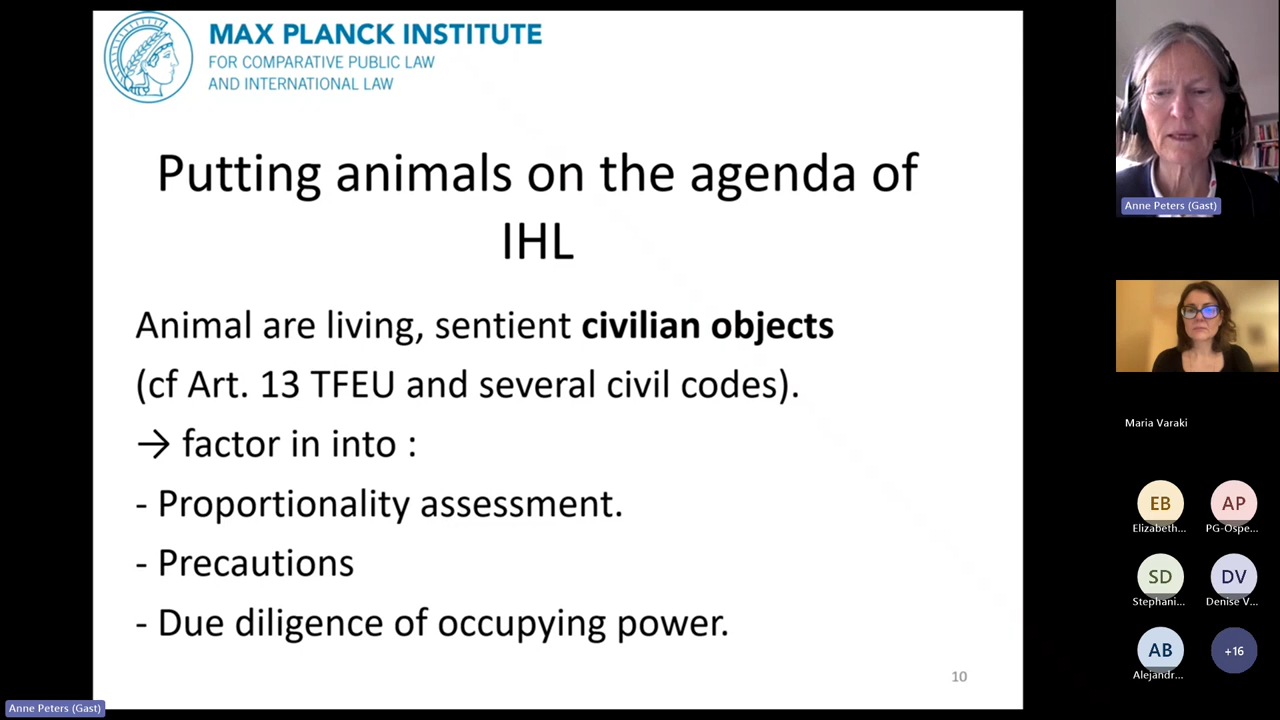 MAX PLANCK INSTITUTE
FOR COMPARATIVE PUBLIC LAW
AND INTERNATIONAL LAW
Putting animals on the agenda of
IHL
Animal are living, sentient civilian objects
(cf Art. 13 TFEU and several civil codes).
→ factor in into :
- Proportionality assessment.
- Precautions
- Due diligence of occupying power.
10
Anne Peters (Gast)
Anne Peters (Gast)
Maria Varaki
EB
AP
Elizabeth...
PG-Ospe...
SD
DV
Stephani...
Denise V...
AB
+16
Alejandr...